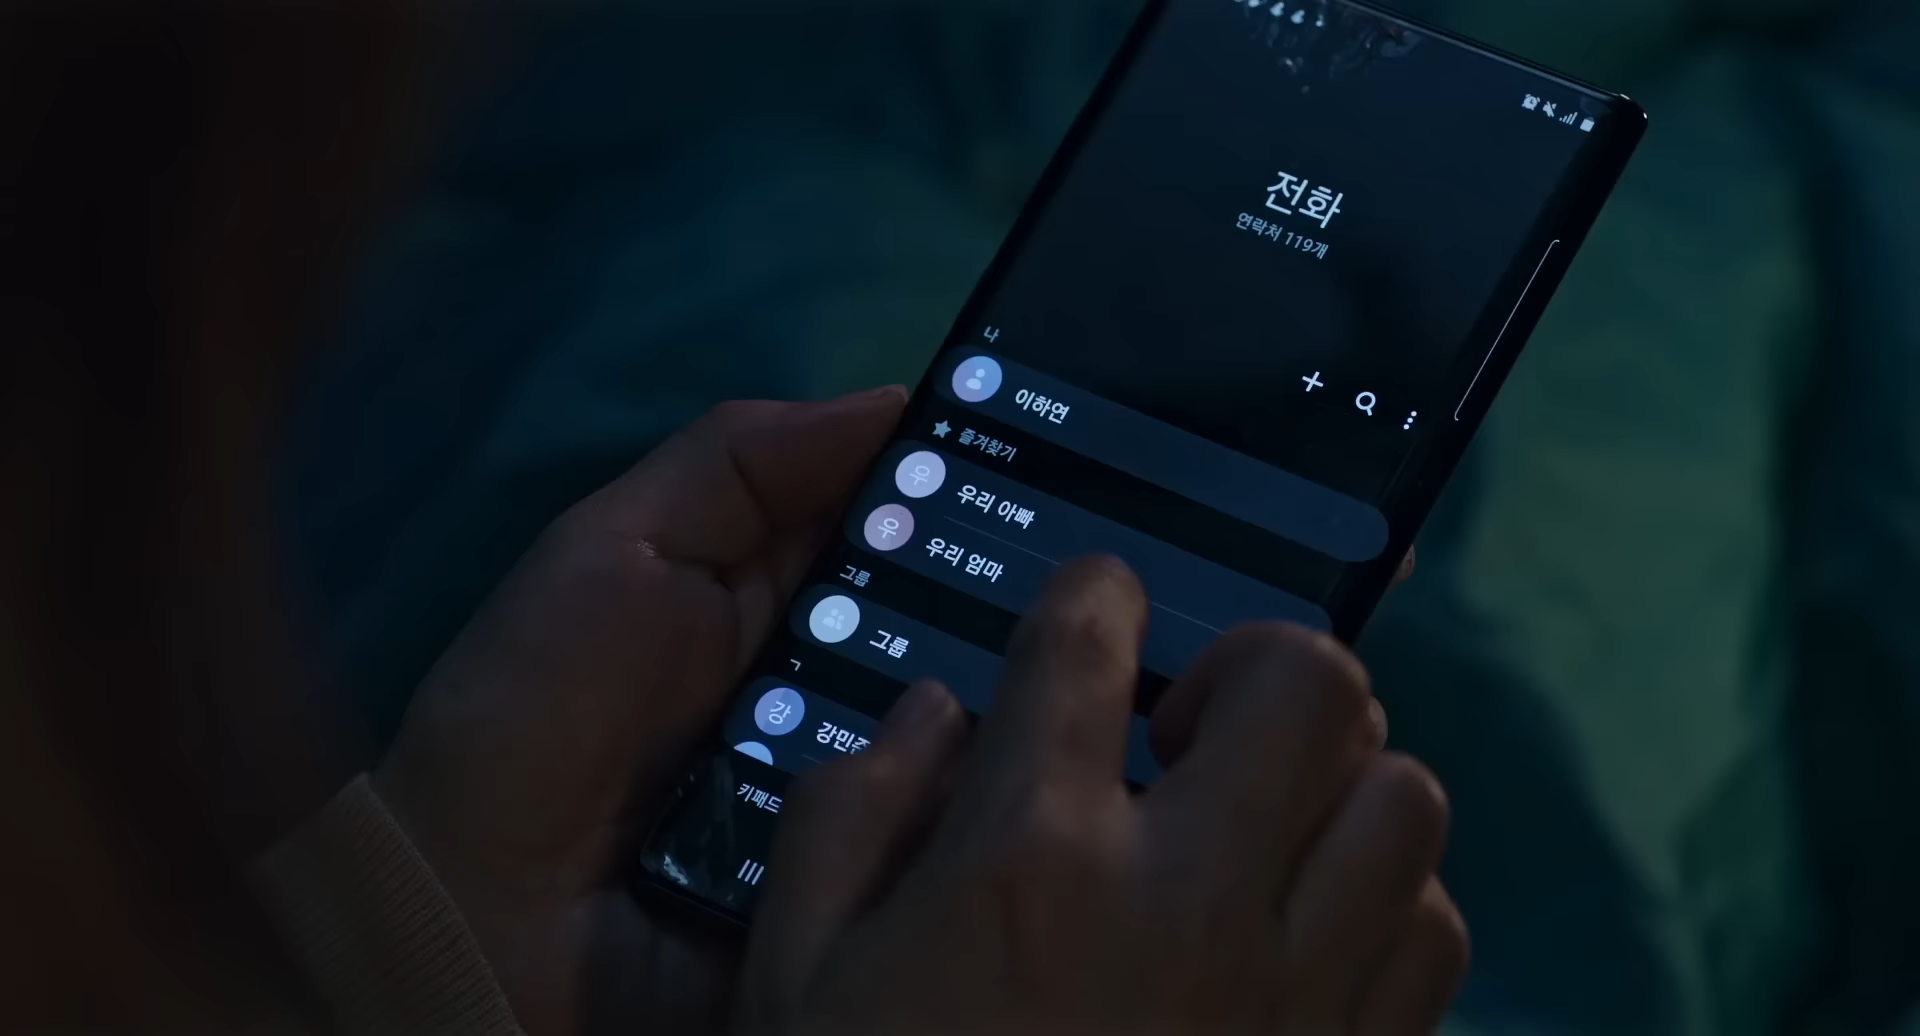 전화
연락처 119개
나
이하연
즐겨찾기
우
우리 아빠
우
우리 엄마
그룹
그룹
ㄱ
강
키패드